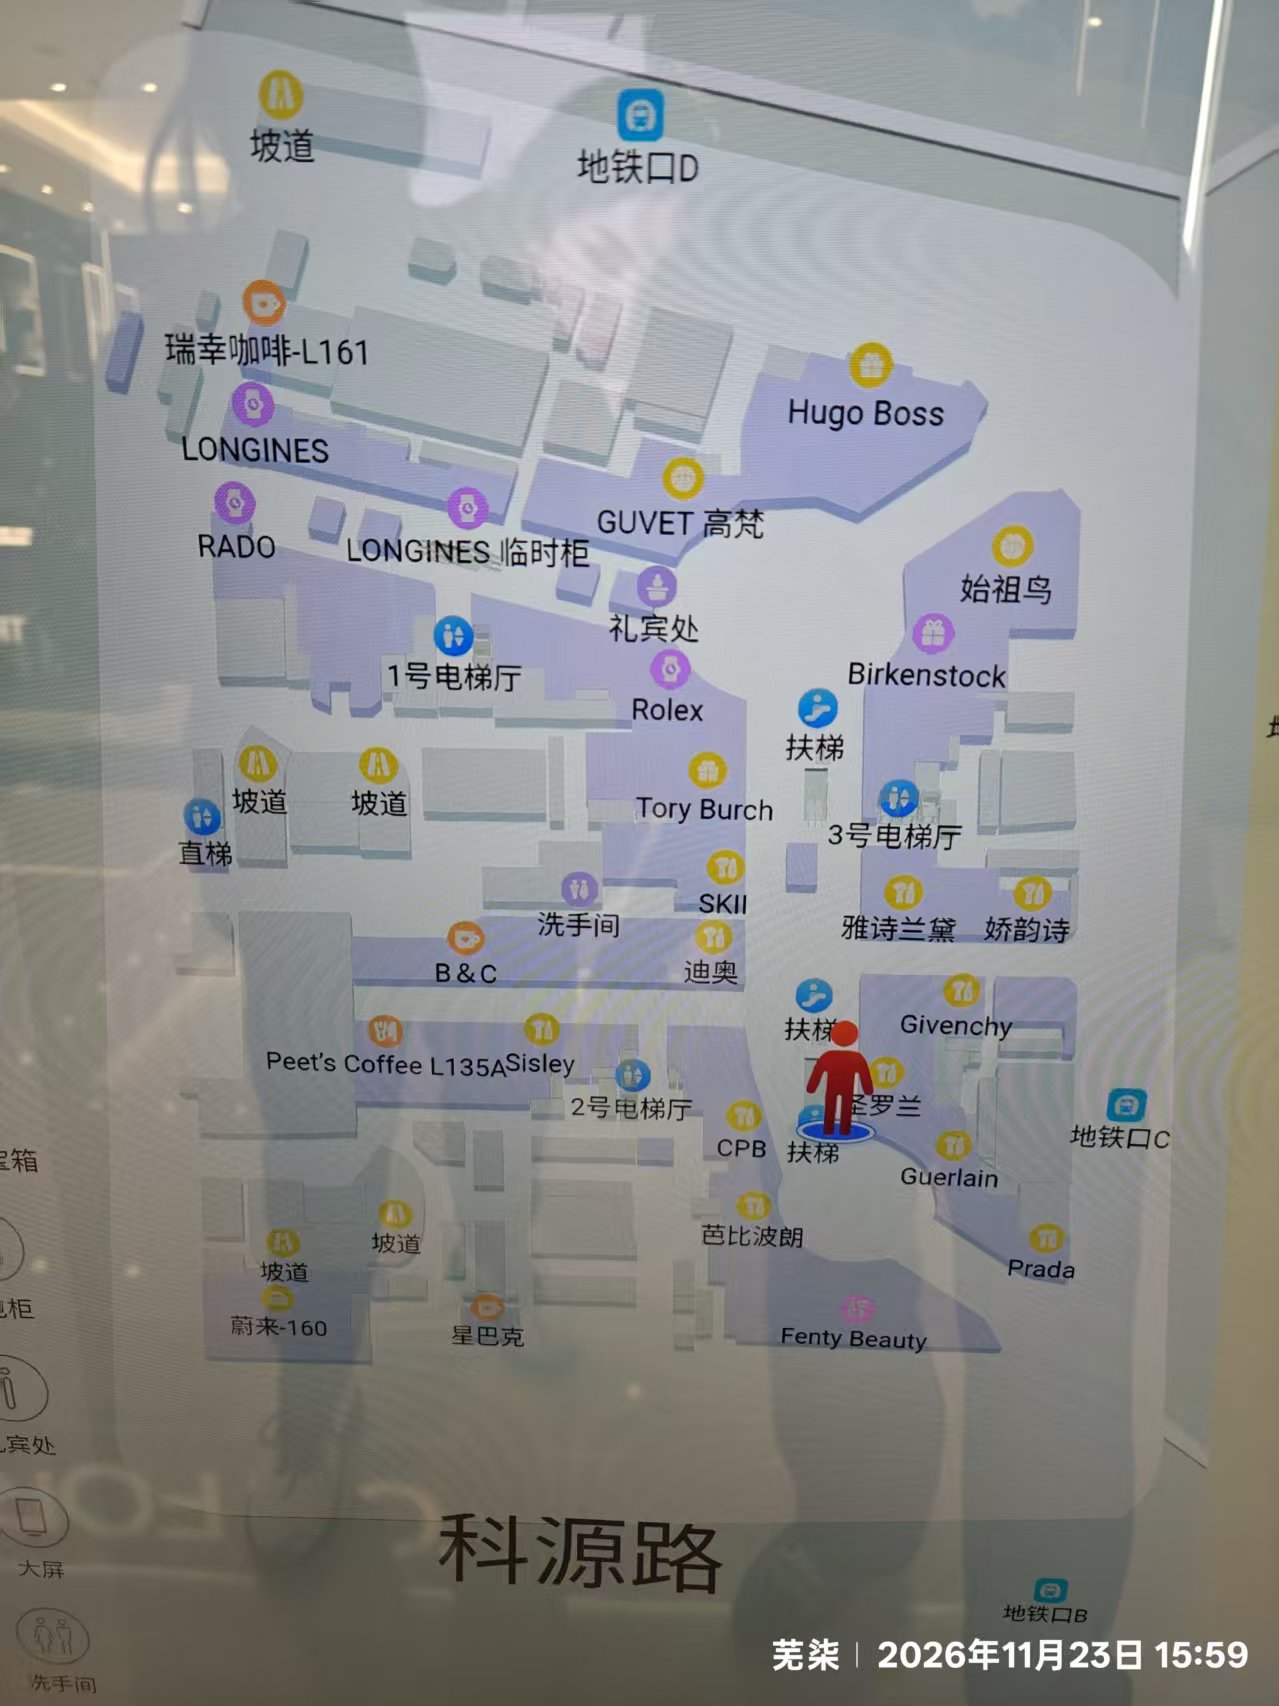 坡道
地铁口D
瑞幸咖啡-L161
Hugo Boss
LONGINES
GUVET 高梵
RADO
LONGINES 临时柜
始祖鸟
礼宾处
1号电梯厅
Birkenstock
Rolex
扶梯
坡道
坡道
Tory Burch
直梯
3号电梯厅
SKII
洗手间
雅诗兰黛
娇韵诗
B&C
迪奥
扶梯
Givenchy
Peet's Coffee L135A
Sisley
2号电梯厅
圣罗兰
地铁口C
CPB
扶梯
Guerlain
芭比波朗
坡道
坡道
Prada
蔚来-160
星巴克
Fenty Beauty
宾处
大屏
洗手间
科源路
地铁口B
芜柒 | 2026年11月23日 15:59